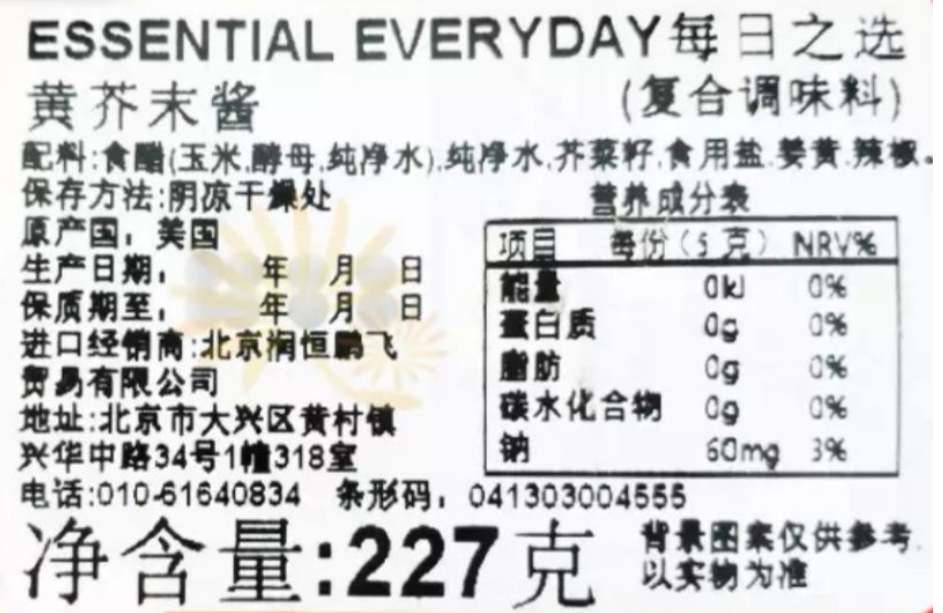 ESSENTIAL EVERYDAY每日之选
黄芥末酱 (复合调味料)
配料:食醋(玉米,酵母,纯净水),纯净水,芥菜籽,食用盐,姜黄,辣椒。
保存方法:阴凉干燥处
原产国：美国
生产日期： 年 月 日
保质期至： 年 月 日
进口经销商:北京润恒鹏飞
贸易有限公司
地址:北京市大兴区黄村镇
兴华中路34号1幢318室
电话:010-61640834 条形码：041303004555
营养成分表
项目 每份（5克） NRV%
能量 0kJ 0%
蛋白质 0g 0%
脂肪 0g 0%
碳水化合物 0g 0%
钠 60mg 3%
净含量:227克
背景图案仅供参考,
以实物为准